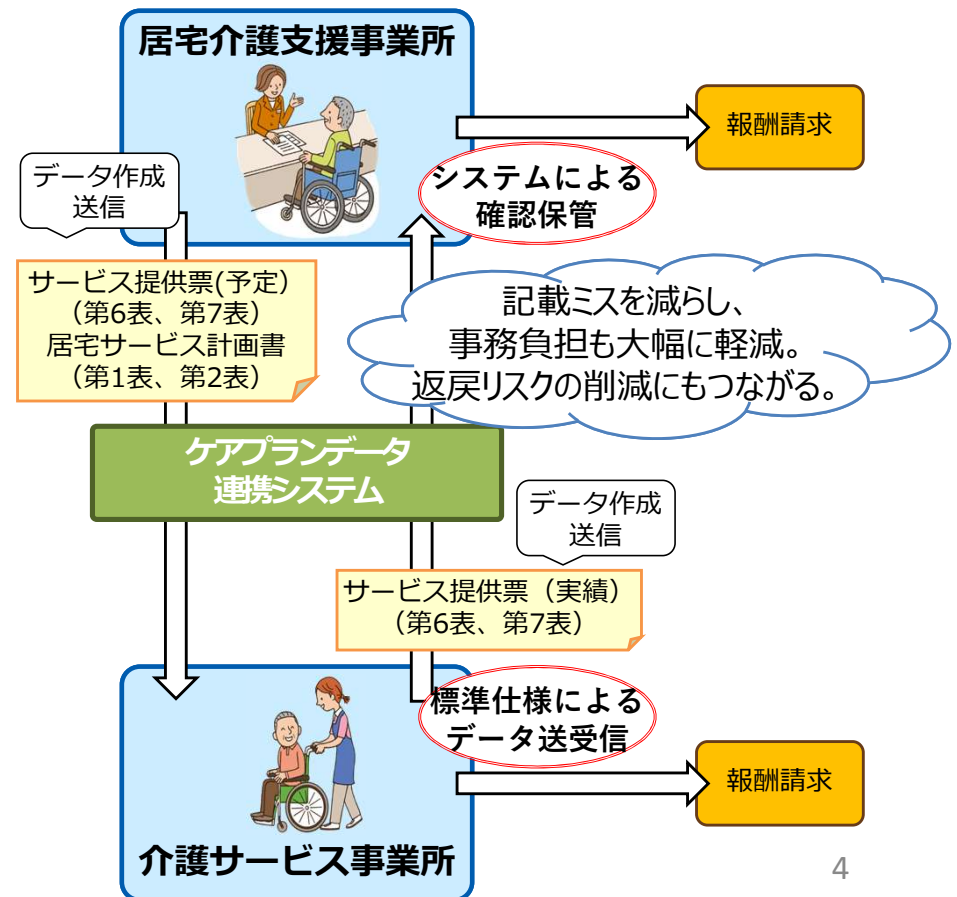 居宅介護支援事業所
報酬請求
データ作成
送信
システムによる
確認保管
サービス提供票(予定）
（第6表、第7表）
居宅サービス計画書
（第1表、第2表）
記載ミスを減らし、
事務負担も大幅に軽減。
返戻リスクの削減にもつながる。
ケアプランデータ
連携システム
データ作成
送信
サービス提供票（実績）
（第6表、第7表）
標準仕様による
データ送受信
報酬請求
介護サービス事業所
4